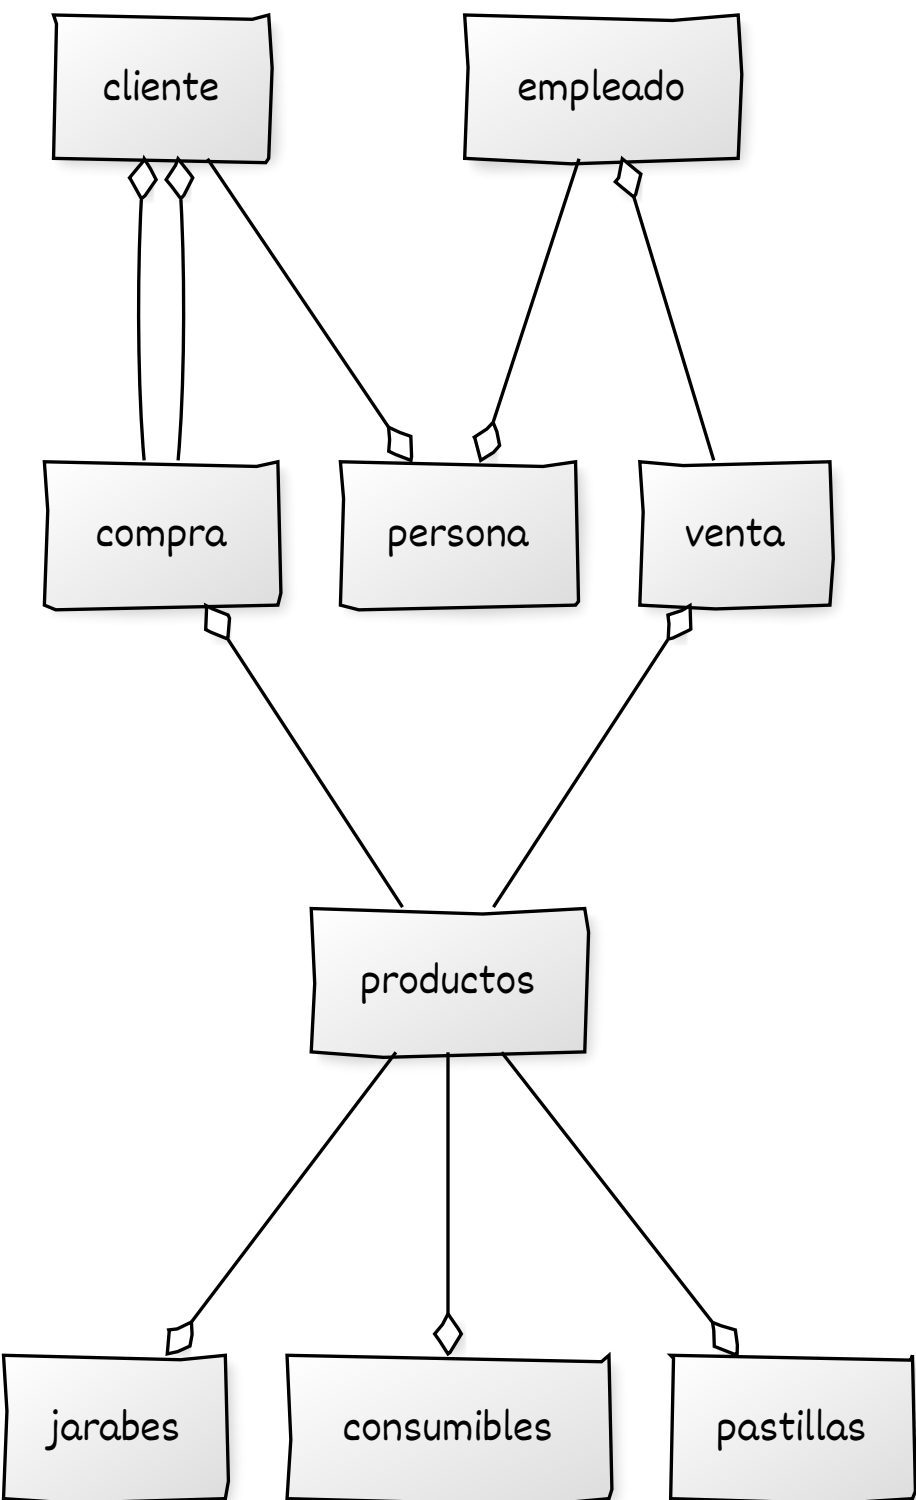 cliente
empleado
compra
persona
venta
productos
jarabes
consumibles
pastillas